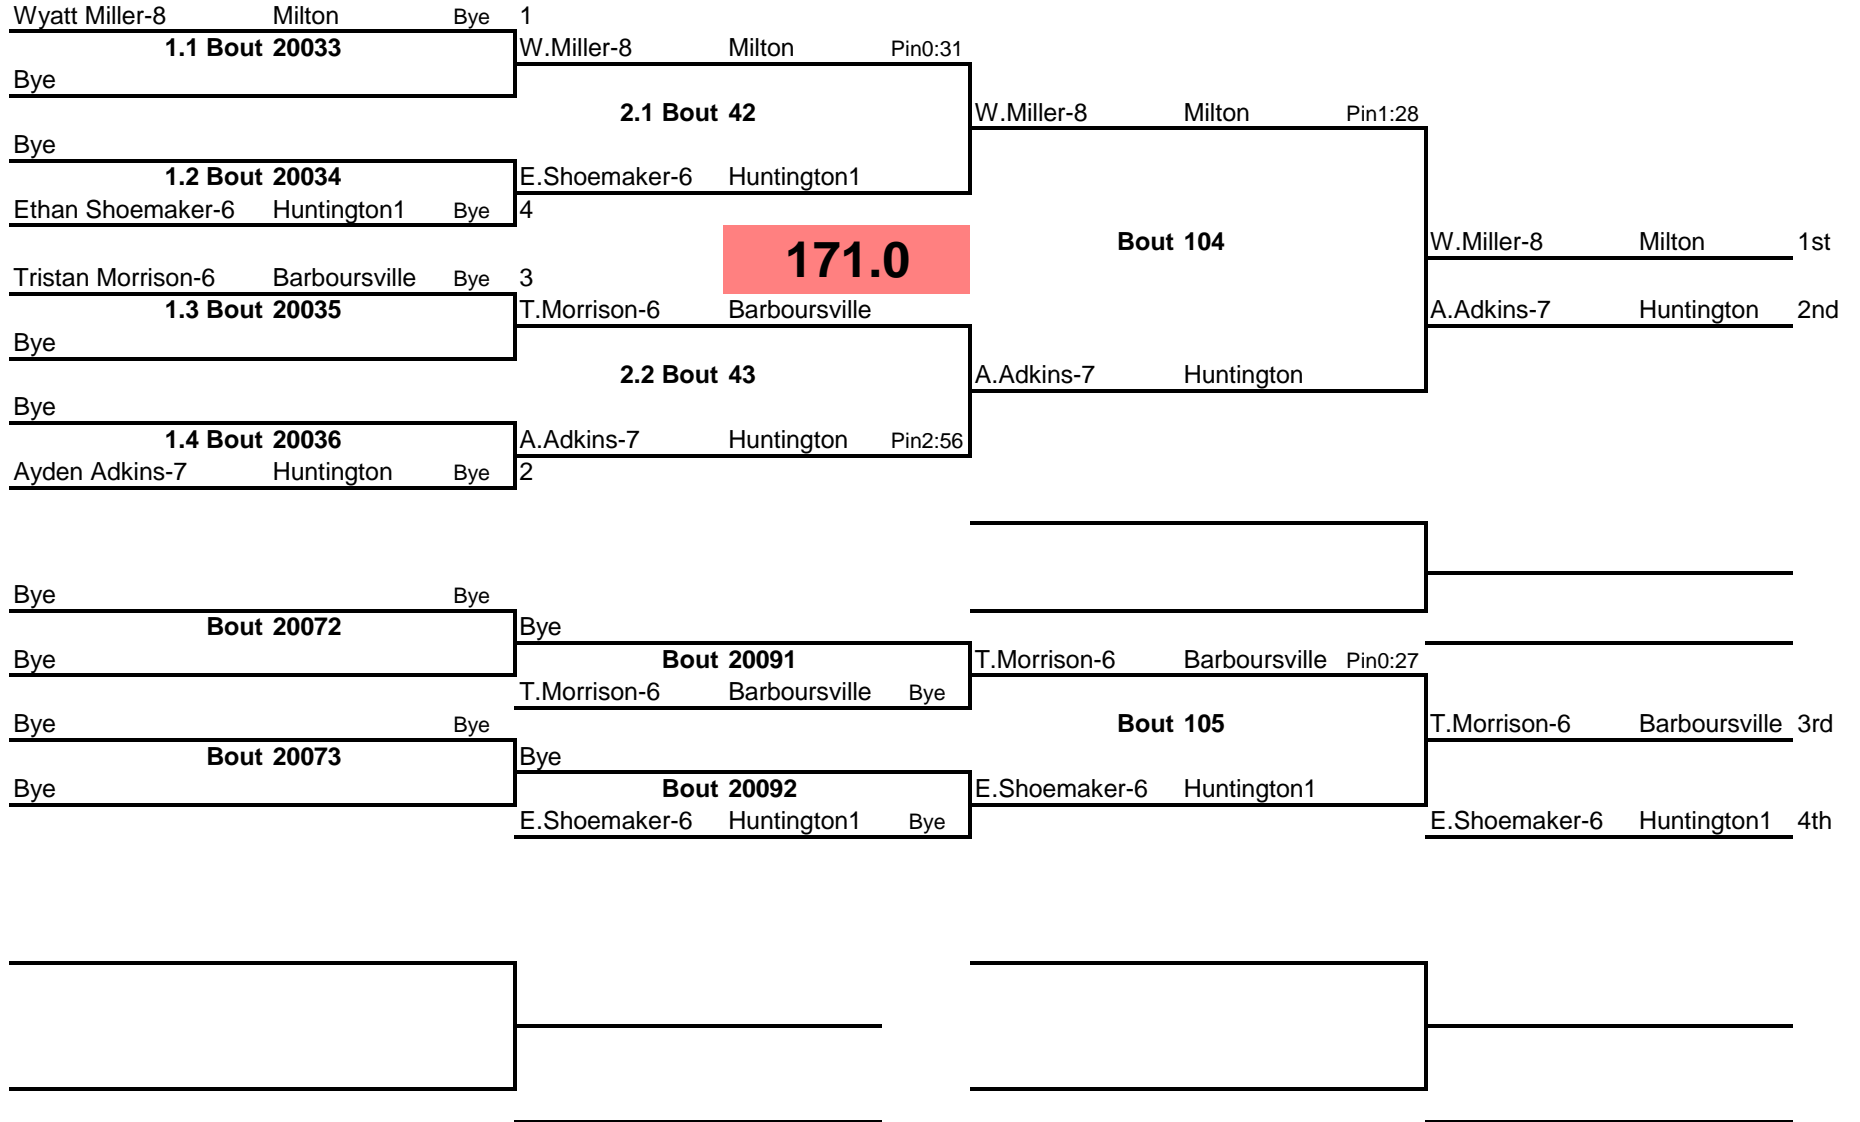 Wyatt Miller-8 Milton Bye 1
1.1 Bout 20033 W.Miller-8 Milton Pin0:31
Bye
2.1 Bout 42 W.Miller-8 Milton Pin1:28
Bye
1.2 Bout 20034 E.Shoemaker-6 Huntington1
Ethan Shoemaker-6 Huntington1 Bye 4
171.0 Bout 104 W.Miller-8 Milton 1st
Tristan Morrison-6 Barboursville Bye 3
1.3 Bout 20035 T.Morrison-6 Barboursville A.Adkins-7 Huntington 2nd
Bye
2.2 Bout 43 A.Adkins-7 Huntington
Bye
1.4 Bout 20036 A.Adkins-7 Huntington Pin2:56
Ayden Adkins-7 Huntington Bye 2
Bye Bye
Bout 20072 Bye
Bye Bout 20091 T.Morrison-6 Barboursville Pin0:27
T.Morrison-6 Barboursville Bye
Bye Bye Bout 105 T.Morrison-6 Barboursville 3rd
Bout 20073 Bye
Bye Bout 20092 E.Shoemaker-6 Huntington1
E.Shoemaker-6 Huntington1 Bye E.Shoemaker-6 Huntington1 4th